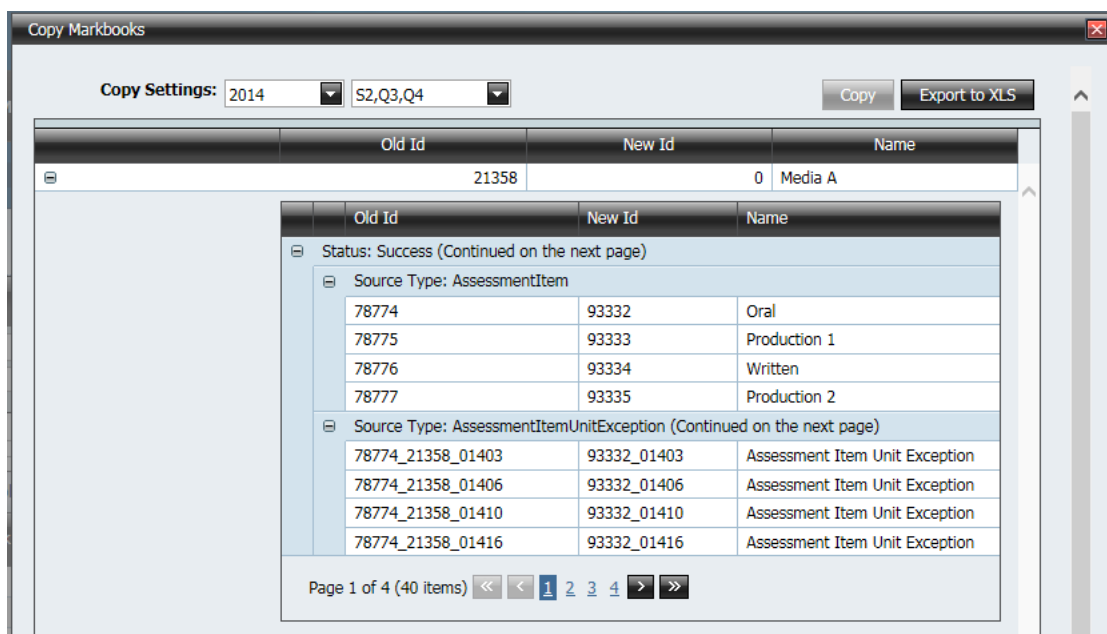 Copy Markbooks
Copy Settings: 2014 S2,Q3,Q4 Copy Export to XLS
Old Id New Id Name
21358 0 Media A
Old Id New Id Name
Status: Success (Continued on the next page)
Source Type: AssessmentItem
78774 93332 Oral
78775 93333 Production 1
78776 93334 Written
78777 93335 Production 2
Source Type: AssessmentItemUnitException (Continued on the next page)
78774_21358_01403 93332_01403 Assessment Item Unit Exception
78774_21358_01406 93332_01406 Assessment Item Unit Exception
78774_21358_01410 93332_01410 Assessment Item Unit Exception
78774_21358_01416 93332_01416 Assessment Item Unit Exception
Page 1 of 4 (40 items) « < 1 2 3 4 > »